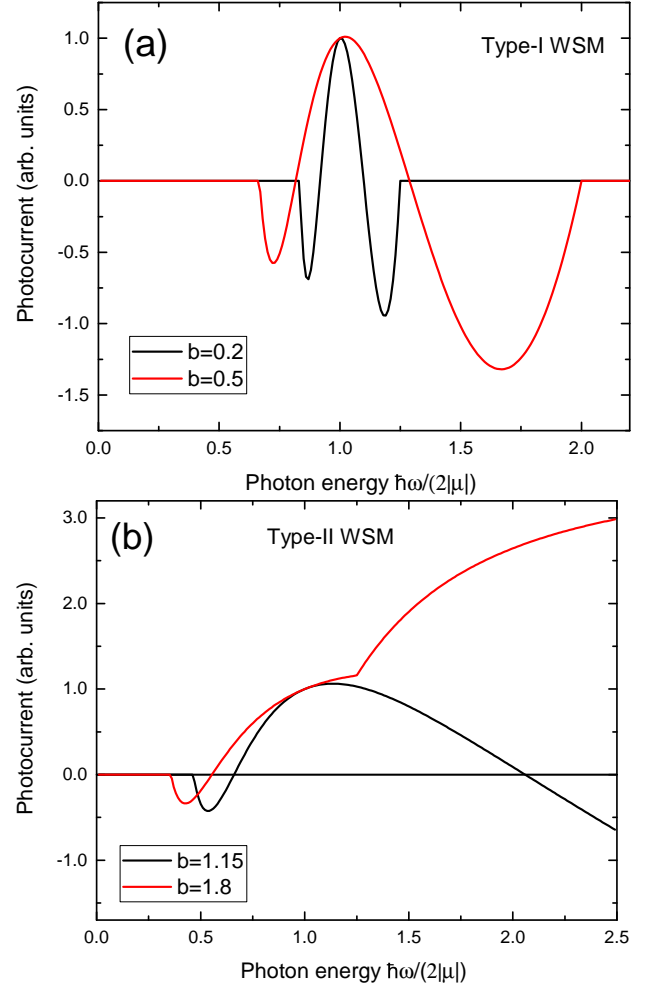 (a)
Type-I WSM
Photocurrent (arb. units)
1.0
0.5
0.0
-0.5
-1.0
-1.5
b=0.2
b=0.5
0.0 0.5 1.0 1.5 2.0
Photon energy ħω/(2|μ|)
(b)
Type-II WSM
Photocurrent (arb. units)
3.0
2.0
1.0
0.0
-1.0
b=1.15
b=1.8
0.0 0.5 1.0 1.5 2.0 2.5
Photon energy ħω/(2|μ|)